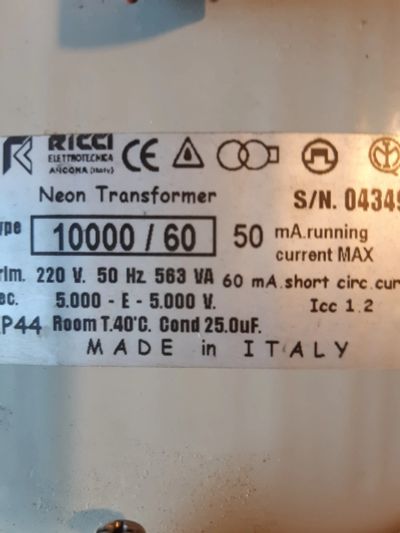 RICCI
ELETTROTECNICA
ANCONA (Italy)
CE
Neon Transformer
S/N. 04349
ype 10000 / 60 50 mA.running
current MAX
rim. 220 V. 50 Hz. 563 VA 60 mA.short circ.cur
ec. 5.000 - E - 5.000 V. Icc 1.2
P44 Room T.40°C. Cond 25.0uF.
MADE in ITALY